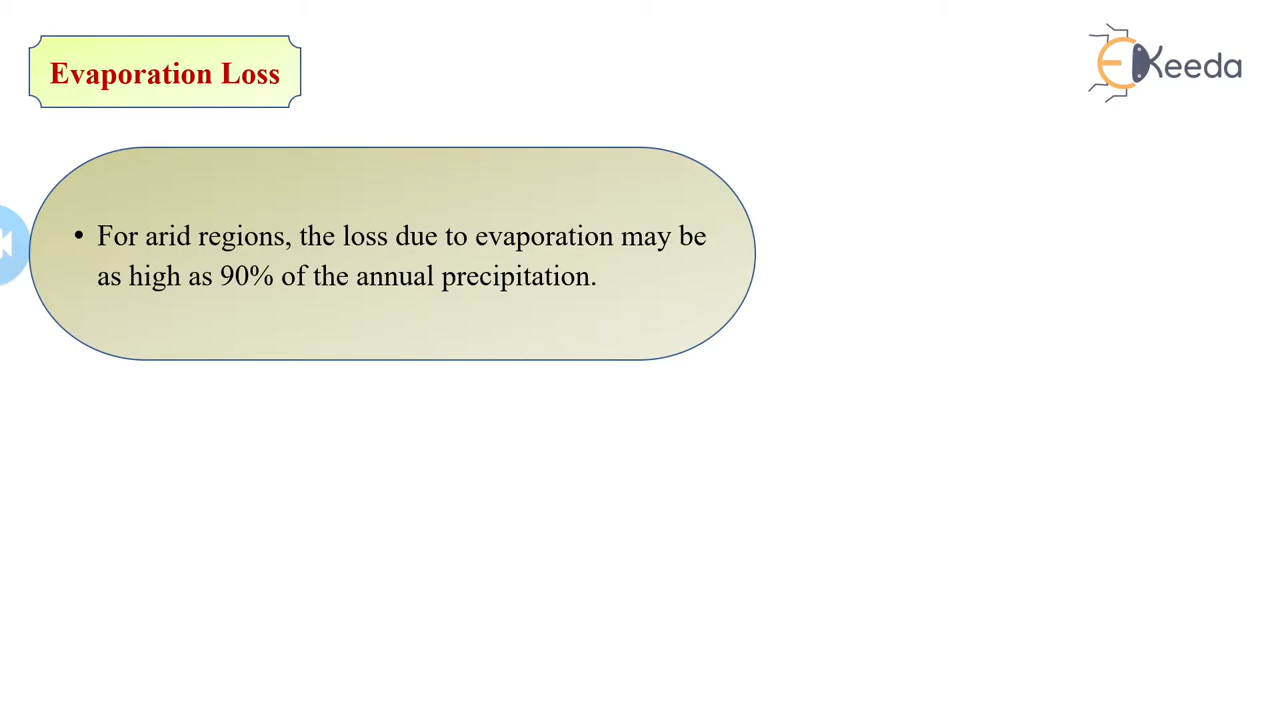 Evaporation Loss
EKeeda
• For arid regions, the loss due to evaporation may be
as high as 90% of the annual precipitation.